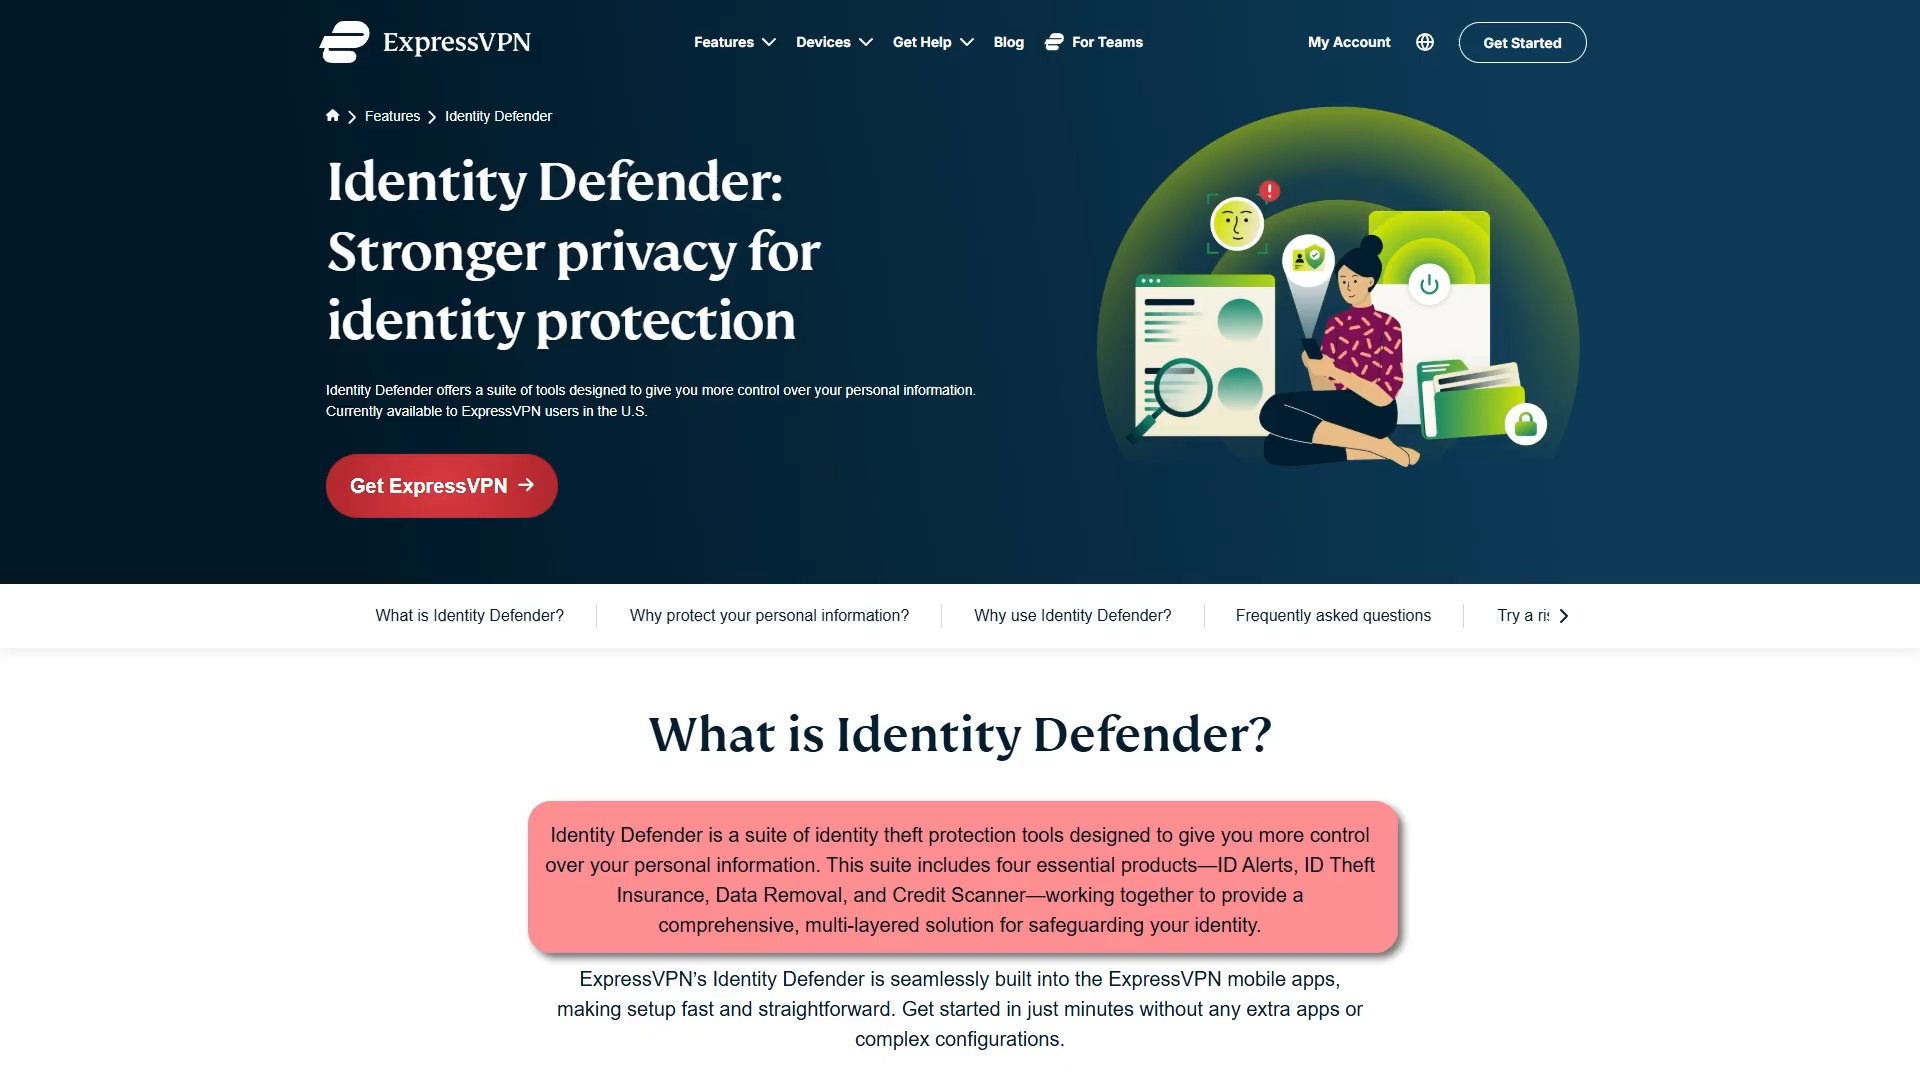 ExpressVPN
Features
Devices
Get Help
Blog
For Teams
My Account
Get Started
Features
Identity Defender
Identity Defender:
Stronger privacy for
identity protection
Identity Defender offers a suite of tools designed to give you more control over your personal information.
Currently available to ExpressVPN users in the U.S.
Get ExpressVPN →
What is Identity Defender?
Why protect your personal information?
Why use Identity Defender?
Frequently asked questions
Try a
What is Identity Defender?
Identity Defender is a suite of identity theft protection tools designed to give you more control
over your personal information. This suite includes four essential products—ID Alerts, ID Theft
Insurance, Data Removal, and Credit Scanner—working together to provide a
comprehensive, multi-layered solution for safeguarding your identity.
ExpressVPN’s Identity Defender is seamlessly built into the ExpressVPN mobile apps,
making setup fast and straightforward. Get started in just minutes without any extra apps or
complex configurations.